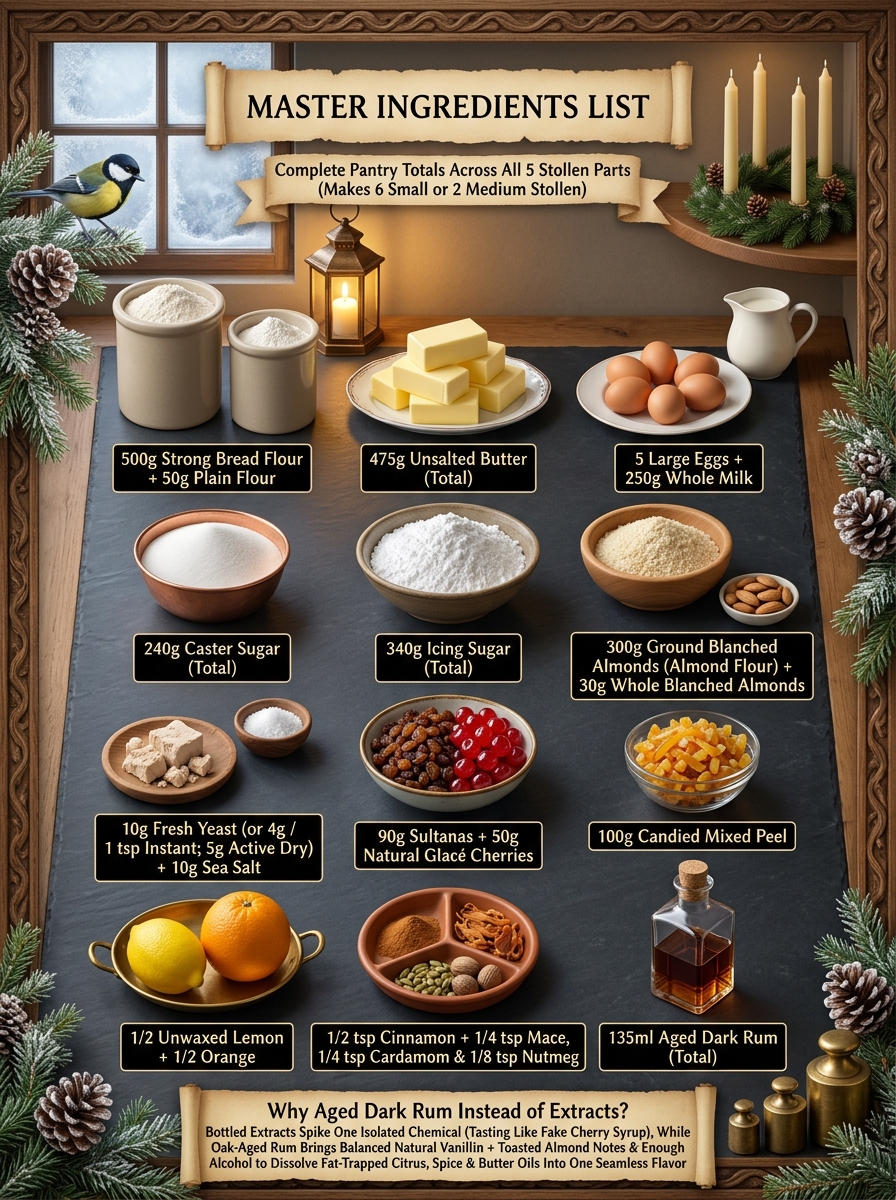 MASTER INGREDIENTS LIST
Complete Pantry Totals Across All 5 Stollen Parts
(Makes 6 Small or 2 Medium Stollen)
500g Strong Bread Flour
+ 50g Plain Flour
475g Unsalted Butter
(Total)
5 Large Eggs +
250g Whole Milk
240g Caster Sugar
(Total)
340g Icing Sugar
(Total)
300g Ground Blanched
Almonds (Almond Flour) +
30g Whole Blanched Almonds
10g Fresh Yeast (or 4g /
1 tsp Instant; 5g Active Dry)
+ 10g Sea Salt
90g Sultanas + 50g
Natural Glacé Cherries
100g Candied Mixed Peel
1/2 Unwaxed Lemon
+ 1/2 Orange
1/2 tsp Cinnamon + 1/4 tsp Mace,
1/4 tsp Cardamom & 1/8 tsp Nutmeg
135ml Aged Dark Rum
(Total)
Why Aged Dark Rum Instead of Extracts?
Bottled Extracts Spike One Isolated Chemical (Tasting Like Fake Cherry Syrup), While
Oak-Aged Rum Brings Balanced Natural Vanillin + Toasted Almond Notes & Enough
Alcohol to Dissolve Fat-Trapped Citrus, Spice & Butter Oils Into One Seamless Flavor